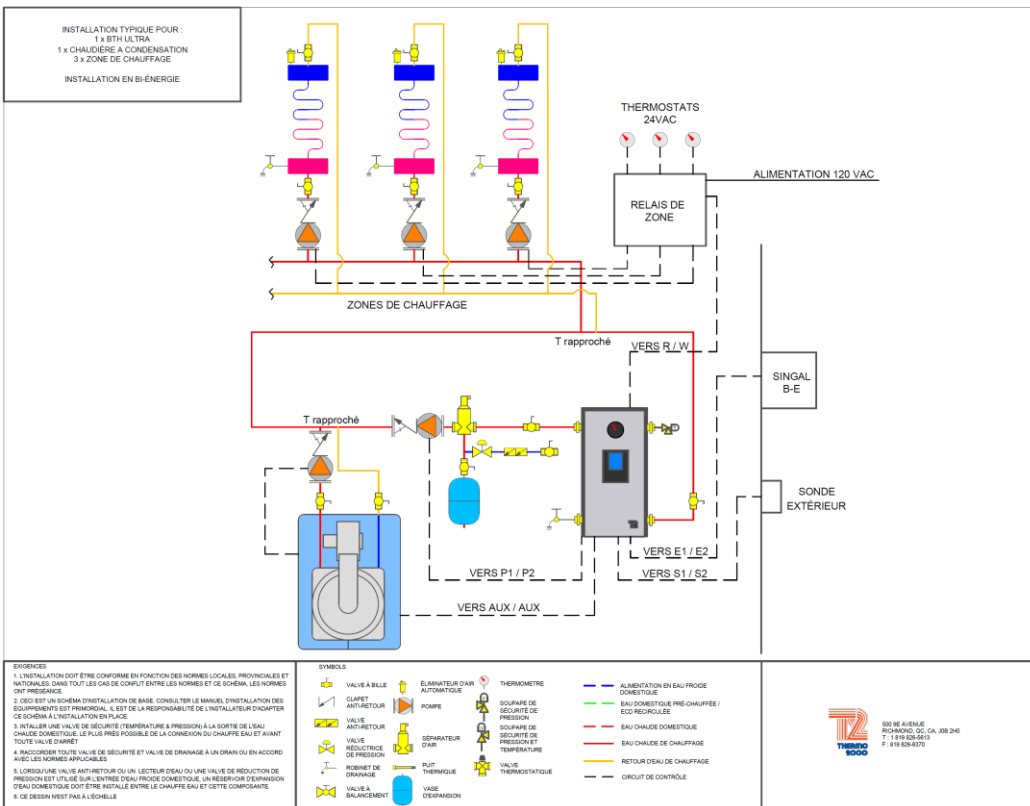 INSTALLATION TYPIQUE POUR :
1 x BTH ULTRA
1 x CHAUDIÈRE A CONDENSATION
3 x ZONE DE CHAUFFAGE
INSTALLATION EN BI-ÉNERGIE
THERMOSTATS
24VAC
ALIMENTATION 120 VAC
RELAIS DE
ZONE
ZONES DE CHAUFFAGE
T rapproché
VERS R / W
SINGAL
B-E
T rapproché
SONDE
EXTÉRIEUR
VERS E1 / E2
VERS P1 / P2
VERS S1 / S2
VERS AUX / AUX
EXIGENCES
1. L'INSTALLATION DOIT ÊTRE CONFORME EN FONCTION DES NORMES LOCALES, PROVINCIALES ET
NATIONALES. DANS TOUT LES CAS DE CONFLIT ENTRE LES NORMES ET CE SCHÉMA, LES NORMES
ONT PRÉSÉANCE.
2. CECI EST UN SCHÉMA D'INSTALLATION DE BASE. CONSULTER LE MANUEL D'INSTALLATION DES
ÉQUIPEMENTS EST PRIMORDIAL. IL EST DE LA RESPONSABILITÉ DE L'INSTALLATEUR D'ADAPTER
CE SCHÉMA À L'INSTALLATION EN PLACE.
3. INTALLER UNE VALVE DE SÉCURITÉ (TEMPÉRATURE & PRESSION) À LA SORTIE DE L'EAU
CHAUDE DOMESTIQUE. LE PLUS PRÈS POSSIBLE DE LA CONNEXION DU CHAUFFE EAU ET AVANT
TOUTE VALVE D'ARRÊT
4. RACCORDER TOUTE VALVE DE SÉCURITÉ ET VALVE DE DRAINAGE À UN DRAIN OU EN ACCORD
AVEC LES NORMES APPLICABLES
5. LORSQU'UNE VALVE ANTI-RETOUR OU UN LECTEUR D'EAU OU UNE VALVE DE RÉDUCTION DE
PRESSION EST UTILISÉ SUR L'ENTRÉE D'EAU FROIDE DOMESTIQUE, UN RÉSERVOIR D'EXPANSION
D'EAU DOMESTIQUE DOIT ÊTRE INSTALLÉ ENTRE LE CHAUFFE EAU ET CETTE COMPOSANTE.
6. CE DESSIN N'EST PAS À L'ÉCHELLE
SYMBOLS
VALVE À BILLE
CLAPET
ANTI-RETOUR
VALVE
ANTI-RETOUR
VALVE
RÉDUCTRICE
DE PRESSION
ROBINET DE
DRAINAGE
VALVE À
BALANCEMENT
ÉLIMINATEUR D'AIR
AUTOMATIQUE
POMPE
SÉPARATEUR
D'AIR
PUIT
THERMIQUE
VASE
D'EXPANSION
THERMOMETRE
SOUPAPE DE
SÉCURITÉ DE
PRESSION
SOUPAPE DE
SÉCURITÉ DE
PRESSION ET
TEMPÉRATURE
VALVE
THERMOSTATIQUE
ALIMENTATION EN EAU FROIDE
DOMESTIQUE
EAU DOMESTIQUE PRÉ-CHAUFFÉE /
ECO RECICULÉE
EAU CHAUDE DOMESTIQUE
EAU CHAUDE DE CHAUFFAGE
RETOUR D'EAU DE CHAUFFAGE
CIRCUIT DE CONTRÔLE
THERMO
2000
500 9E AVENUE
RICHMOND, QC, CA, J0B 2H0
T : 1 819 826-5613
F : 819 826-6370